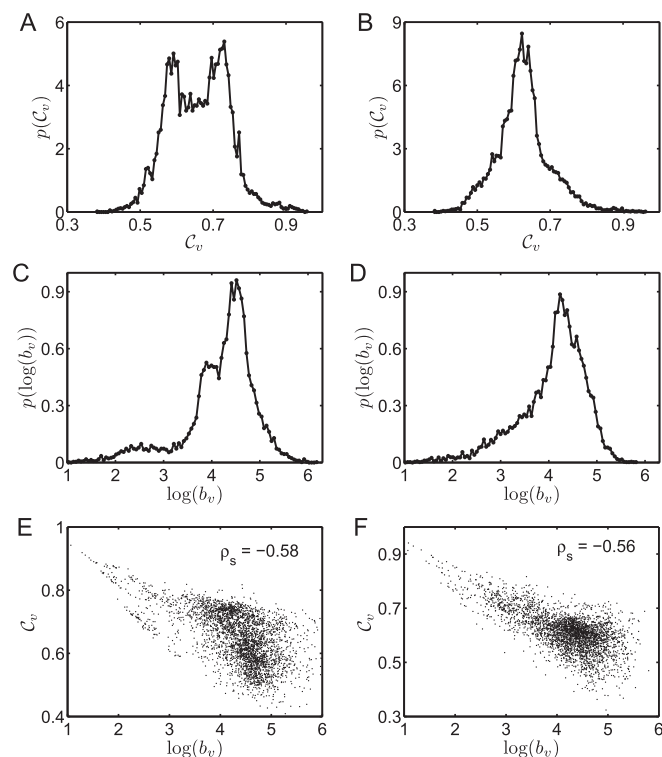 A
B
6
4
2
0
p(𝒞ᵥ)
0.3 0.5 0.7 0.9
𝒞ᵥ
9
6
3
0
p(𝒞ᵥ)
0.3 0.5 0.7 0.9
𝒞ᵥ
C
D
0.9
0.6
0.3
0
p(log(bᵥ))
1 2 3 4 5 6
log(bᵥ)
0.9
0.6
0.3
0
p(log(bᵥ))
1 2 3 4 5 6
log(bᵥ)
E
F
1
0.8
0.6
0.4
𝒞ᵥ
ρₛ = −0.58
1 2 3 4 5 6
log(bᵥ)
0.9
0.7
0.5
0.3
𝒞ᵥ
ρₛ = −0.56
1 2 3 4 5 6
log(bᵥ)